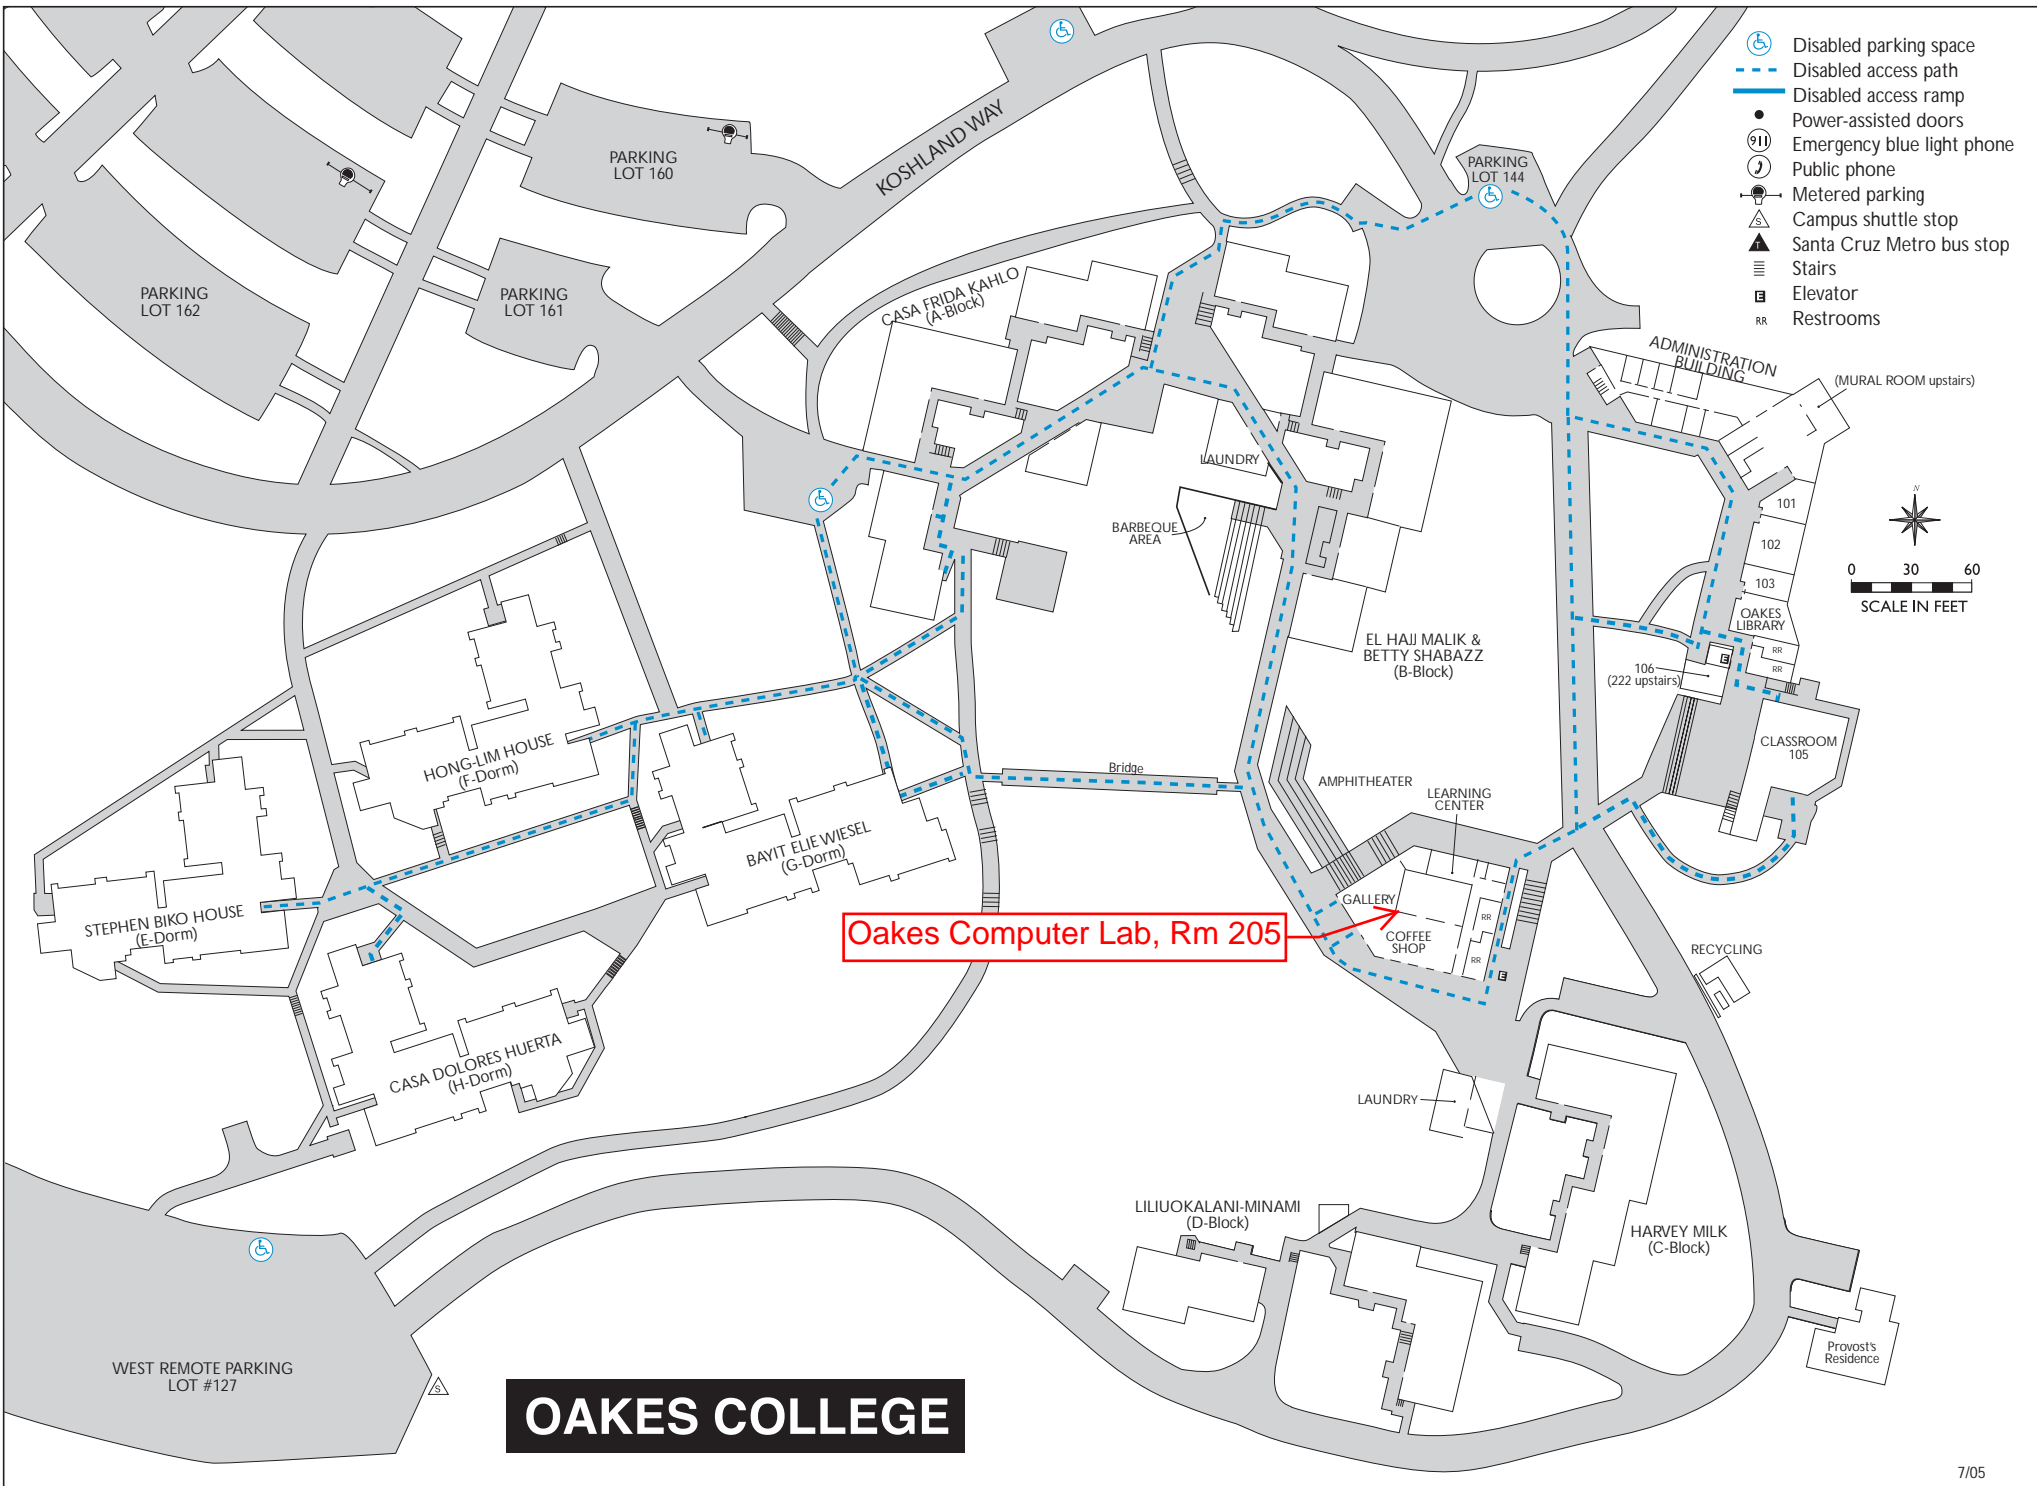 Disabled parking space
Disabled access path
Disabled access ramp
Power-assisted doors
911
Emergency blue light phone
Public phone
Metered parking
S
Campus shuttle stop
T
Santa Cruz Metro bus stop
Stairs
E
Elevator
RR
Restrooms
KOSHLAND WAY
PARKING
LOT 160
PARKING
LOT 144
PARKING
LOT 162
PARKING
LOT 161
CASA FRIDA KAHLO
(A-Block)
ADMINISTRATION
BUILDING
(MURAL ROOM upstairs)
LAUNDRY
BARBEQUE
AREA
101
102
103
OAKES
LIBRARY
RR
RR
E
106
(222 upstairs)
N
0 30 60
SCALE IN FEET
EL HAJJ MALIK &
BETTY SHABAZZ
(B-Block)
CLASSROOM
105
HONG-LIM HOUSE
(F-Dorm)
Bridge
AMPHITHEATER
LEARNING
CENTER
BAYIT ELIE WIESEL
(G-Dorm)
GALLERY
COFFEE
SHOP
RR
RR
E
STEPHEN BIKO HOUSE
(E-Dorm)
Oakes Computer Lab, Rm 205
RECYCLING
CASA DOLORES HUERTA
(H-Dorm)
LAUNDRY
LILIUOKALANI-MINAMI
(D-Block)
HARVEY MILK
(C-Block)
Provost's
Residence
WEST REMOTE PARKING
LOT #127
S
OAKES COLLEGE
7/05